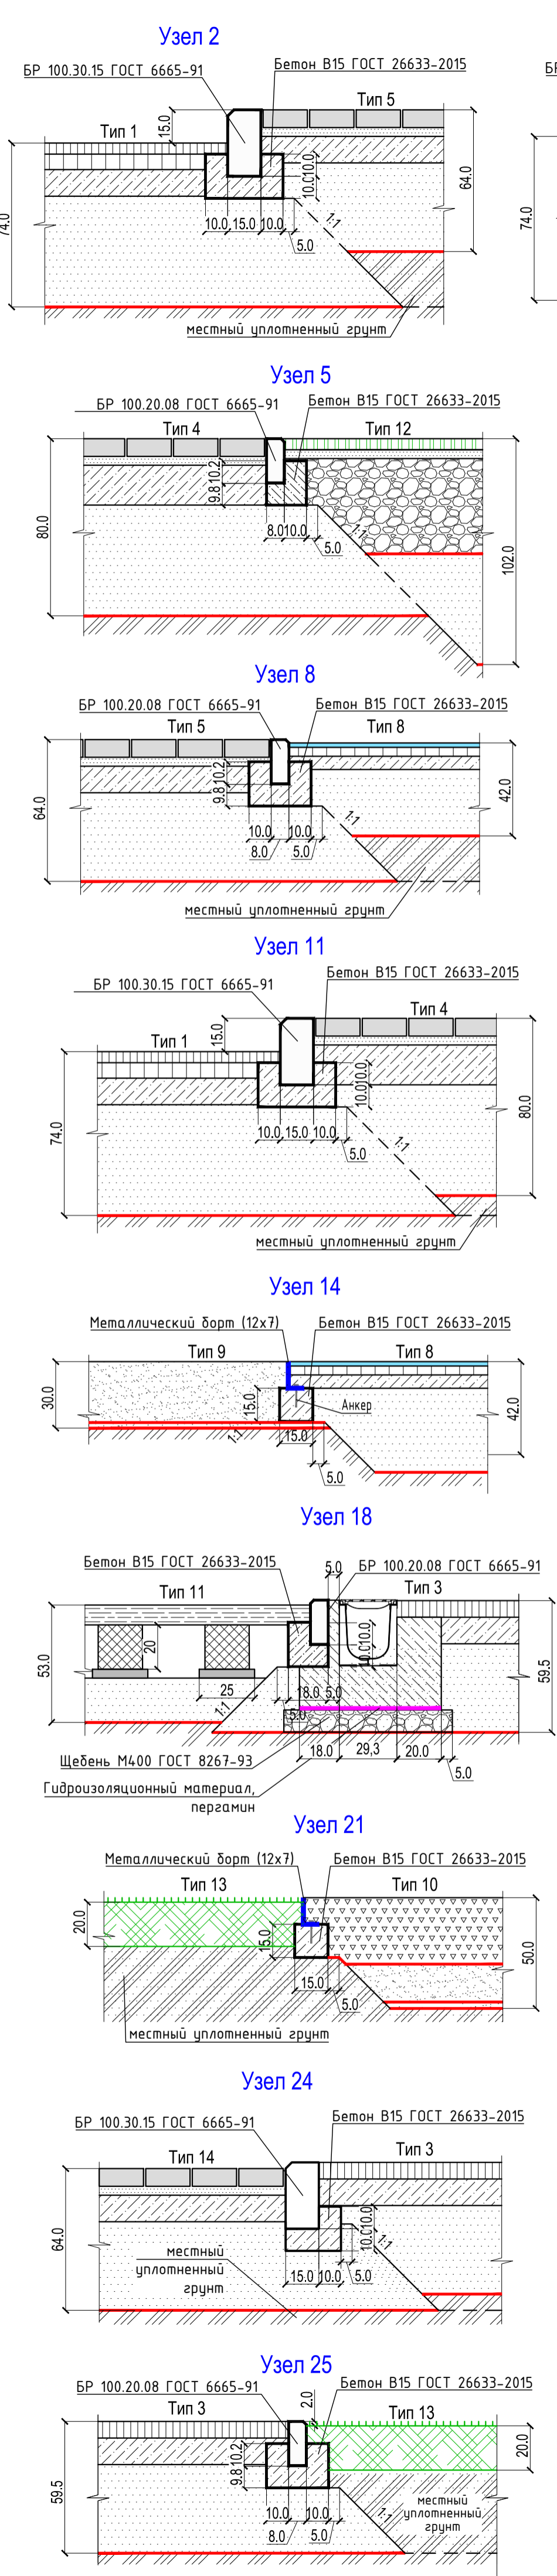 Узел 2
БР 100.30.15 ГОСТ 6665-91
Бетон В15 ГОСТ 26633-2015
Тип 1
15.0
Тип 5
74.0
10.0
10.0
64.0
74.0
10.0 15.0 10.0
5.0
1:1
местный уплотненный грунт
Узел 5
БР 100.20.08 ГОСТ 6665-91
Бетон В15 ГОСТ 26633-2015
Тип 4
Тип 12
80.0
9.8
10.2
8.0
10.0
5.0
1:1
102.0
Узел 8
БР 100.20.08 ГОСТ 6665-91
Бетон В15 ГОСТ 26633-2015
Тип 5
Тип 8
64.0
9.8
10.2
10.0
10.0
8.0
5.0
1:1
42.0
местный уплотненный грунт
Узел 11
БР 100.30.15 ГОСТ 6665-91
Бетон В15 ГОСТ 26633-2015
Тип 1
15.0
Тип 4
74.0
10.0
10.0
80.0
10.0 15.0 10.0
5.0
1:1
местный уплотненный грунт
Узел 14
Металлический борт (12х7)
Бетон В15 ГОСТ 26633-2015
Тип 9
Тип 8
30.0
15.0
Анкер
42.0
1:1
15.0
5.0
Узел 18
Бетон В15 ГОСТ 26633-2015
5.0
БР 100.20.08 ГОСТ 6665-91
Тип 11
Тип 3
53.0
20
10.0
59.5
25
18.0
5.0
1:1
5.0
Щебень М400 ГОСТ 8267-93
18.0
29,3
20.0
5.0
Гидроизоляционный материал,
пергамин
Узел 21
Металлический борт (12х7)
Бетон В15 ГОСТ 26633-2015
Тип 13
Тип 10
20.0
15.0
50.0
15.0
5.0
местный уплотненный грунт
Узел 24
БР 100.30.15 ГОСТ 6665-91
Бетон В15 ГОСТ 26633-2015
Тип 14
Тип 3
64.0
10.0
10.0
1:1
местный
уплотненный
грунт
15.0
10.0
5.0
Узел 25
БР 100.20.08 ГОСТ 6665-91
2.0
Бетон В15 ГОСТ 26633-2015
Тип 3
Тип 13
59.5
9.8
10.2
20.0
10.0
10.0
8.0
5.0
1:1
местный
уплотненный
грунт